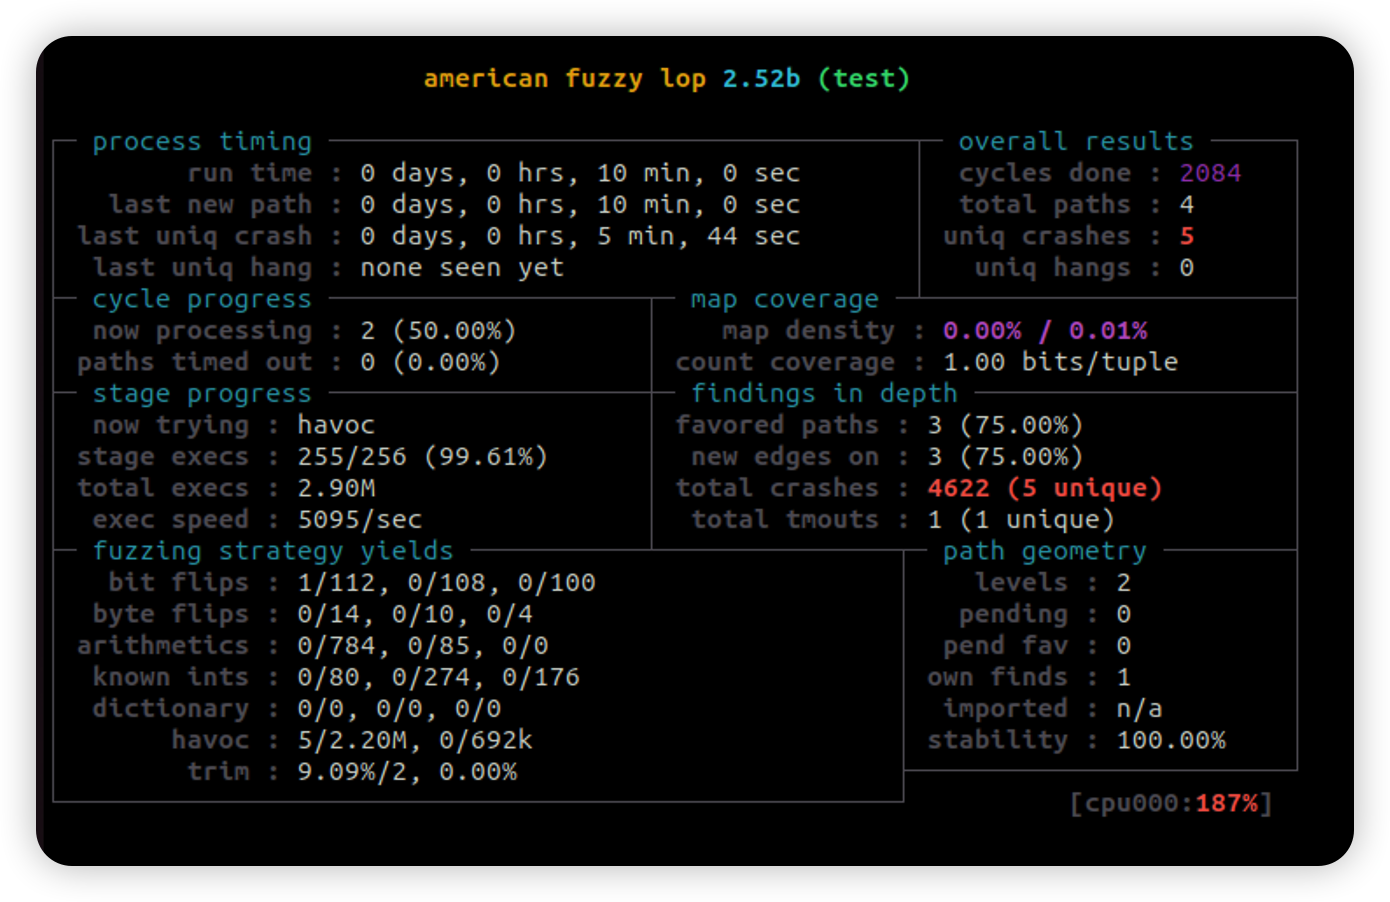 american fuzzy lop 2.52b (test)
process timing
run time : 0 days, 0 hrs, 10 min, 0 sec
last new path : 0 days, 0 hrs, 10 min, 0 sec
last uniq crash : 0 days, 0 hrs, 5 min, 44 sec
last uniq hang : none seen yet
overall results
cycles done : 2084
total paths : 4
uniq crashes : 5
uniq hangs : 0
cycle progress
now processing : 2 (50.00%)
paths timed out : 0 (0.00%)
map coverage
map density : 0.00% / 0.01%
count coverage : 1.00 bits/tuple
stage progress
now trying : havoc
stage execs : 255/256 (99.61%)
total execs : 2.90M
exec speed : 5095/sec
findings in depth
favored paths : 3 (75.00%)
new edges on : 3 (75.00%)
total crashes : 4622 (5 unique)
total tmouts : 1 (1 unique)
fuzzing strategy yields
bit flips : 1/112, 0/108, 0/100
byte flips : 0/14, 0/10, 0/4
arithmetics : 0/784, 0/85, 0/0
known ints : 0/80, 0/274, 0/176
dictionary : 0/0, 0/0, 0/0
havoc : 5/2.20M, 0/692k
trim : 9.09%/2, 0.00%
path geometry
levels : 2
pending : 0
pend fav : 0
own finds : 1
imported : n/a
stability : 100.00%
[cpu000:187%]